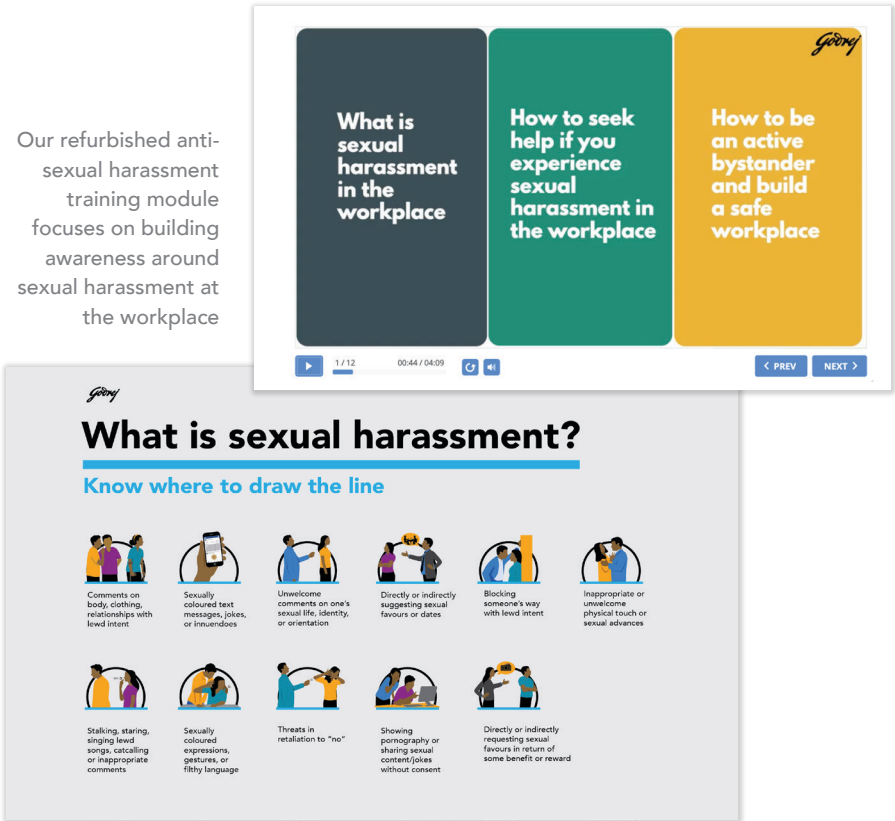 Our refurbished anti-
sexual harassment
training module
focuses on building
awareness around
sexual harassment at
the workplace
Godrej
What is
sexual
harassment
in the
workplace
How to seek
help if you
experience
sexual
harassment in
the workplace
How to be
an active
bystander
and build
a safe
workplace
1 / 12
00:44 / 04:09
PREV
NEXT
Godrej
What is sexual harassment?
Know where to draw the line
Comments on
body, clothing,
relationships with
lewd intent
Sexually
coloured text
messages, jokes,
or innuendoes
Unwelcome
comments on one's
sexual life, identity,
or orientation
Directly or indirectly
suggesting sexual
favours or dates
Blocking
someone's way
with lewd intent
Inappropriate or
unwelcome
physical touch or
sexual advances
Stalking, staring,
singing lewd
songs, catcalling
or inappropriate
comments
Sexually
coloured
expressions,
gestures, or
filthy language
Threats in
retaliation to "no"
Showing
pornography or
sharing sexual
content/jokes
without consent
Directly or indirectly
requesting sexual
favours in return of
some benefit or reward